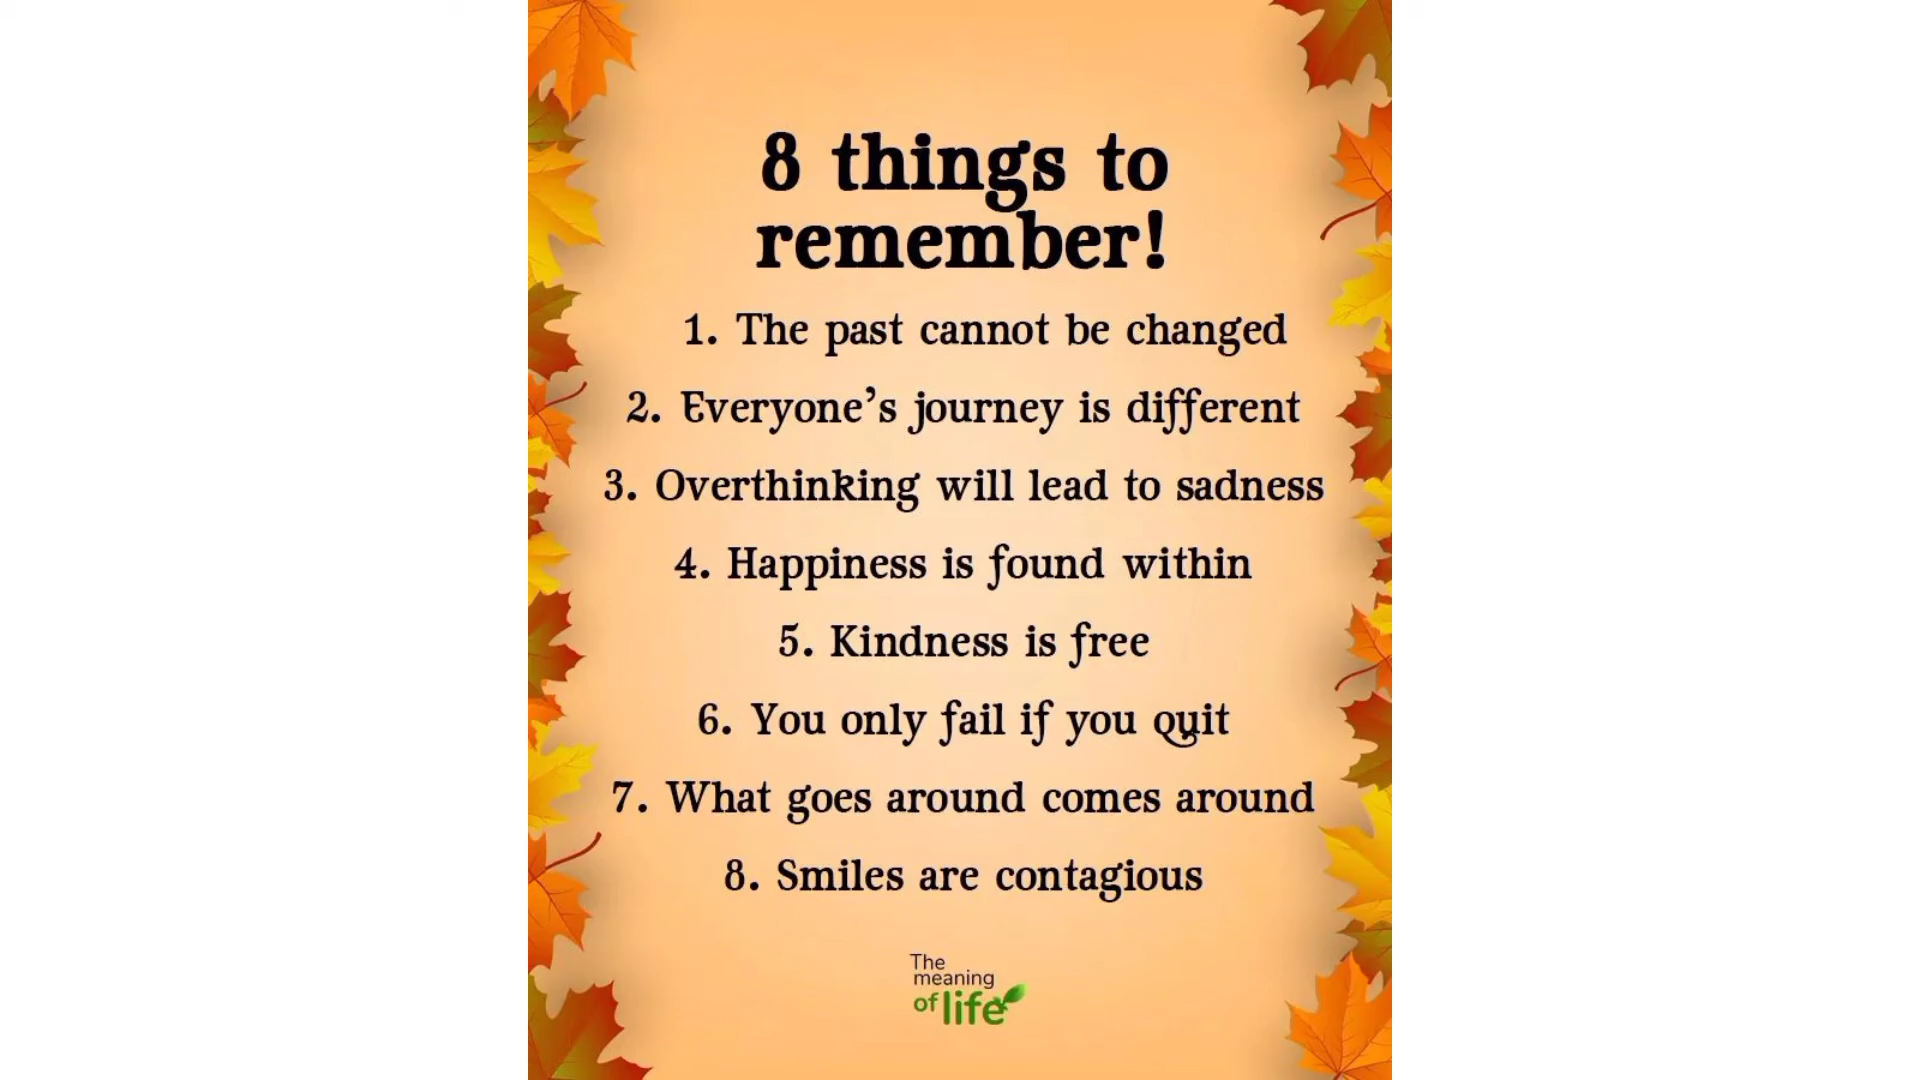 8 things to
remember!
1. The past cannot be changed
2. Everyone’s journey is different
3. Overthinking will lead to sadness
4. Happiness is found within
5. Kindness is free
6. You only fail if you quit
7. What goes around comes around
8. Smiles are contagious
The
meaning
of life